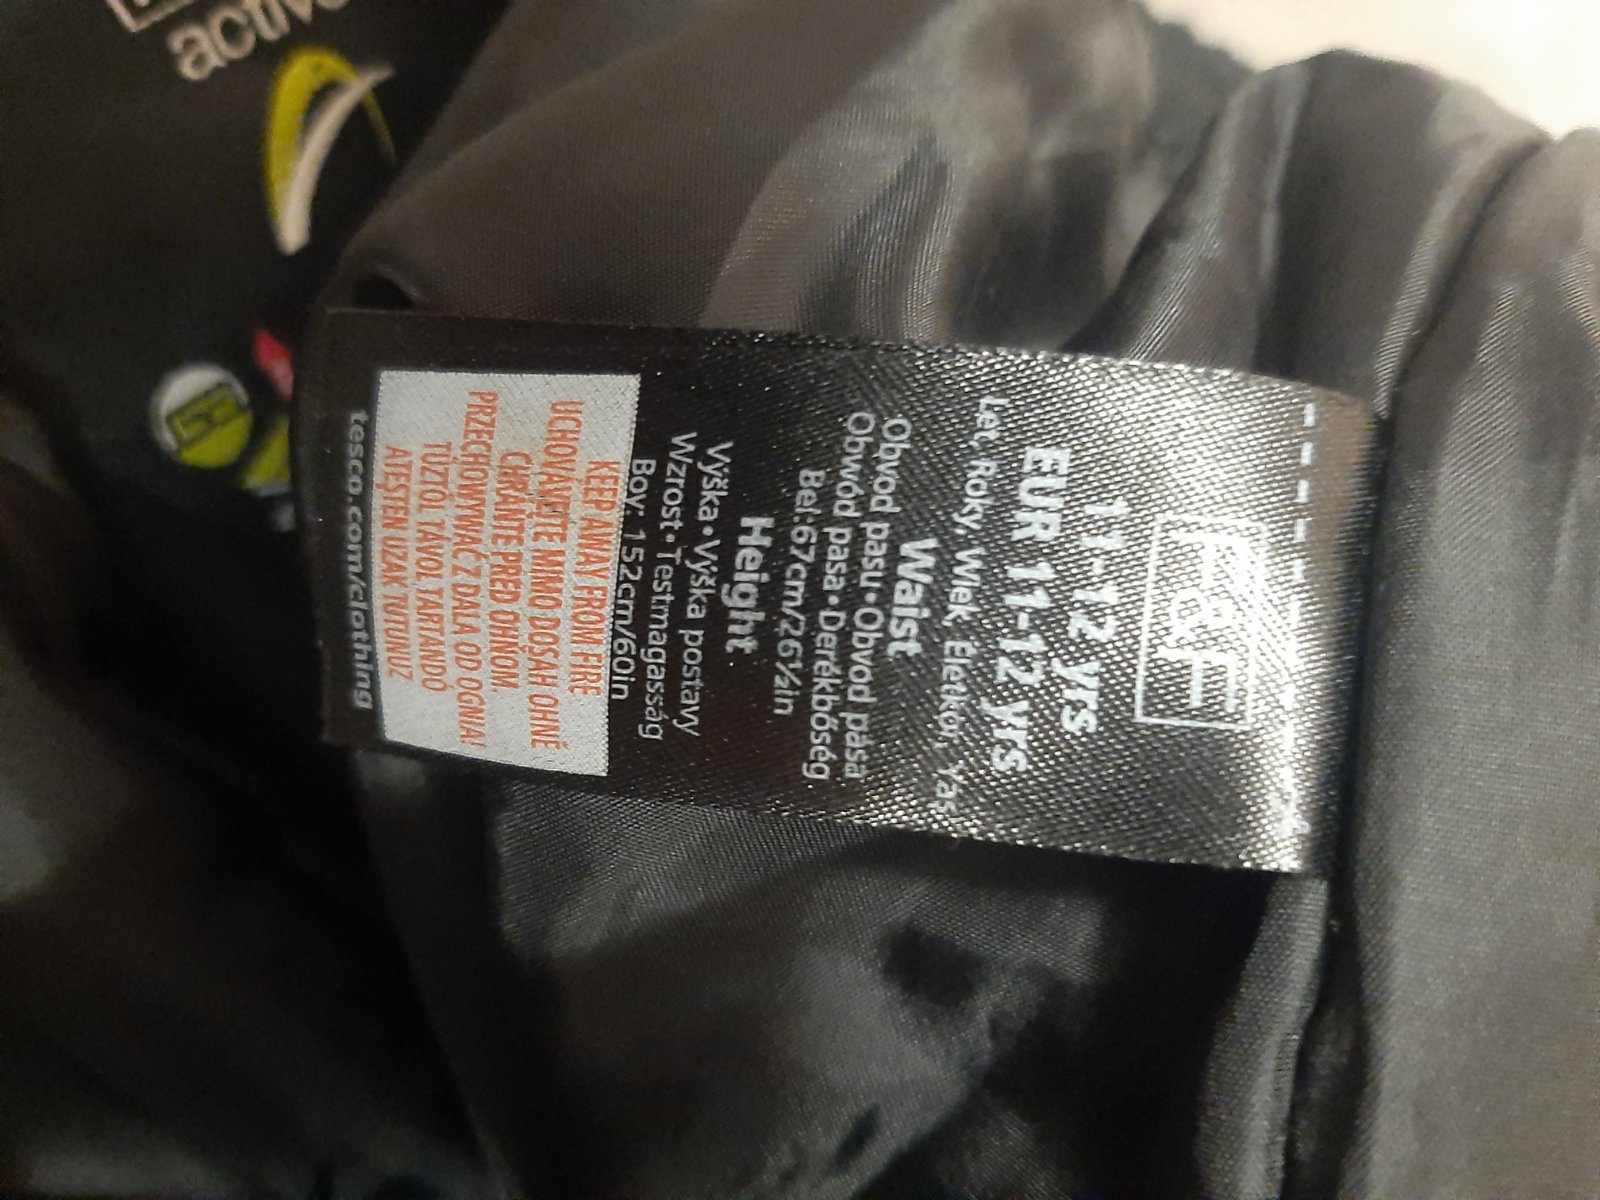 active
F&F
11-12 yrs
EUR 11-12 yrs
Let, Roky, Wiek, Életkor, Yaş
Waist
Obvod pasu • Obvod pása
Obwód pasa • Derékbőség
Bel:67cm/26½in
Height
Výška • Výška postavy
Wzrost • Testmagasság
Boy, 152cm/60in
KEEP AWAY FROM FIRE
UCHOVÁVEJTE MIMO DOSAH OHNĚ
CHRÁŇTE PRED OHŇOM.
PRZECHOWYWAĆ Z DALA OD OGNIA!
TŰZTŐL TÁVOL TARTANDÓ
ATEŞTEN UZAK TUTUNUZ
tesco.com/clothing